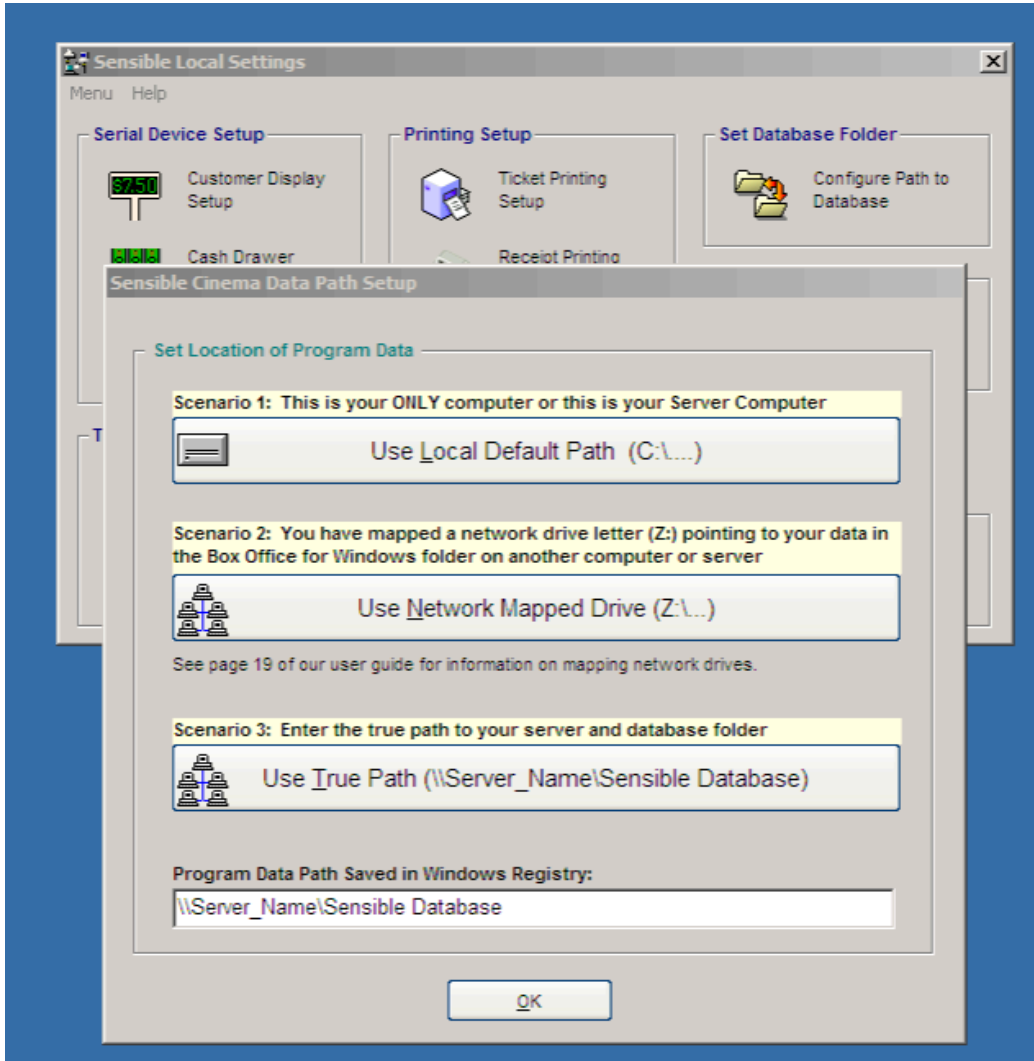 Sensible Local Settings
Menu Help
Serial Device Setup
Printing Setup
Set Database Folder
$7.50
Customer Display
Setup
Ticket Printing
Setup
Configure Path to
Database
Cash Drawer
Receipt Printing
Sensible Cinema Data Path Setup
Set Location of Program Data
Scenario 1: This is your ONLY computer or this is your Server Computer
Use Local Default Path (C:\....)
T
Scenario 2: You have mapped a network drive letter (Z:) pointing to your data in
the Box Office for Windows folder on another computer or server
Use Network Mapped Drive (Z:\...)
See page 19 of our user guide for information on mapping network drives.
Scenario 3: Enter the true path to your server and database folder
Use True Path (\\Server_Name\Sensible Database)
Program Data Path Saved in Windows Registry:
\\Server_Name\Sensible Database
OK